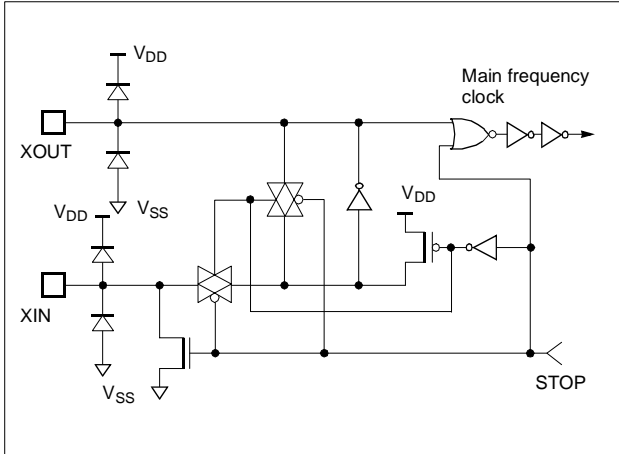 VDD
Main frequency
clock
XOUT
VSS
VDD
VDD
XIN
VSS
STOP